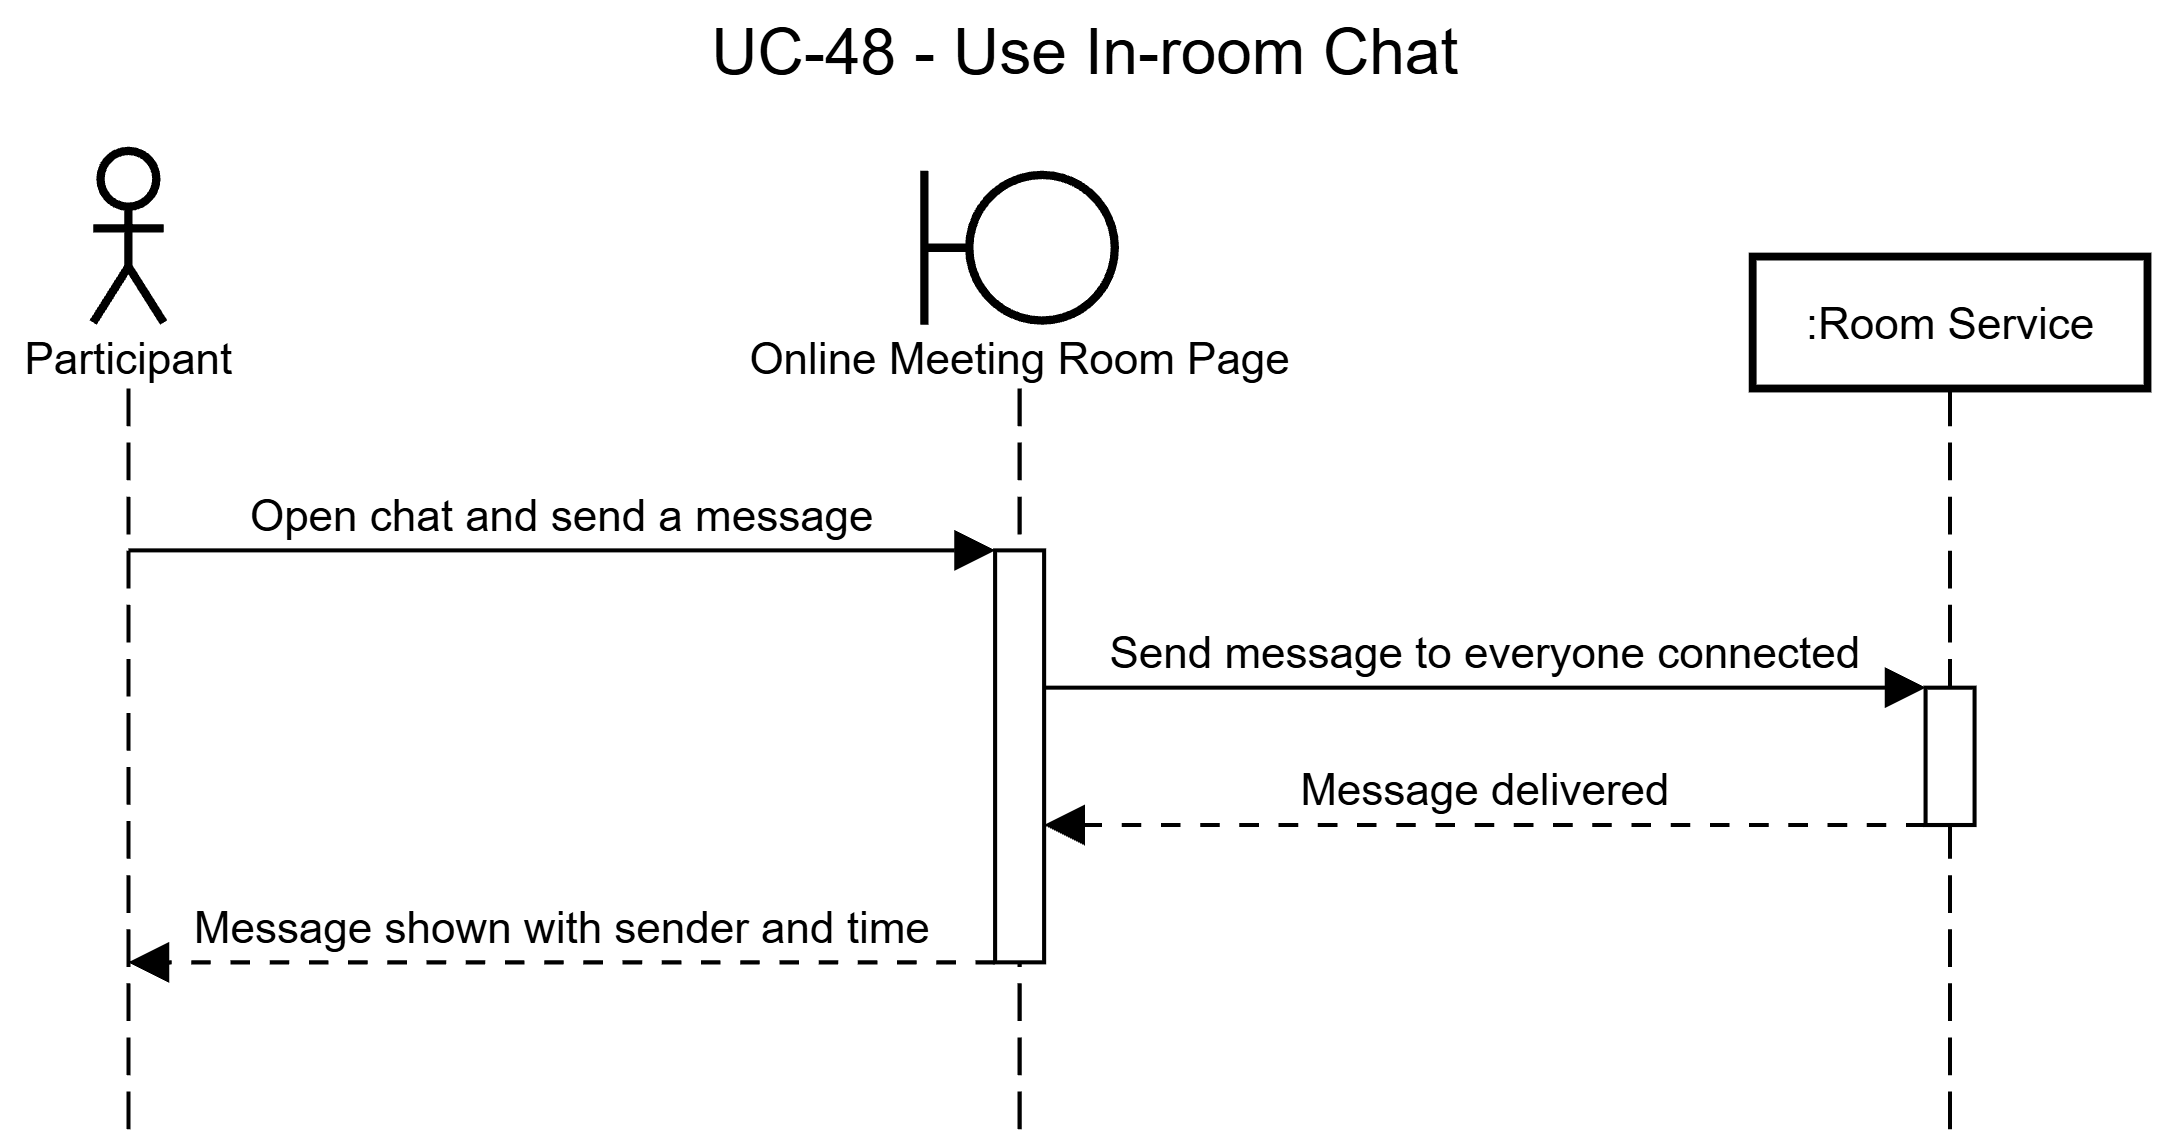 UC-48 - Use In-room Chat
Participant
Online Meeting Room Page
:Room Service
Open chat and send a message
Send message to everyone connected
Message delivered
Message shown with sender and time